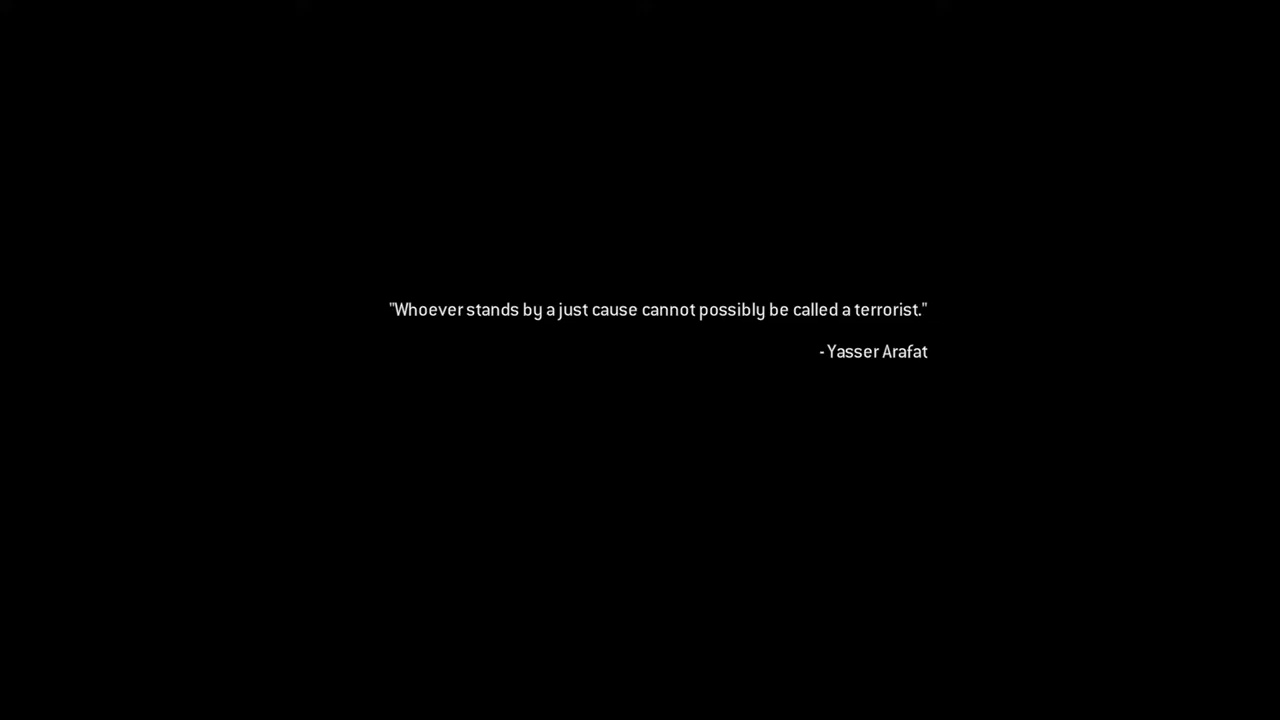 "Whoever stands by a just cause cannot possibly be called a terrorist."
- Yasser Arafat